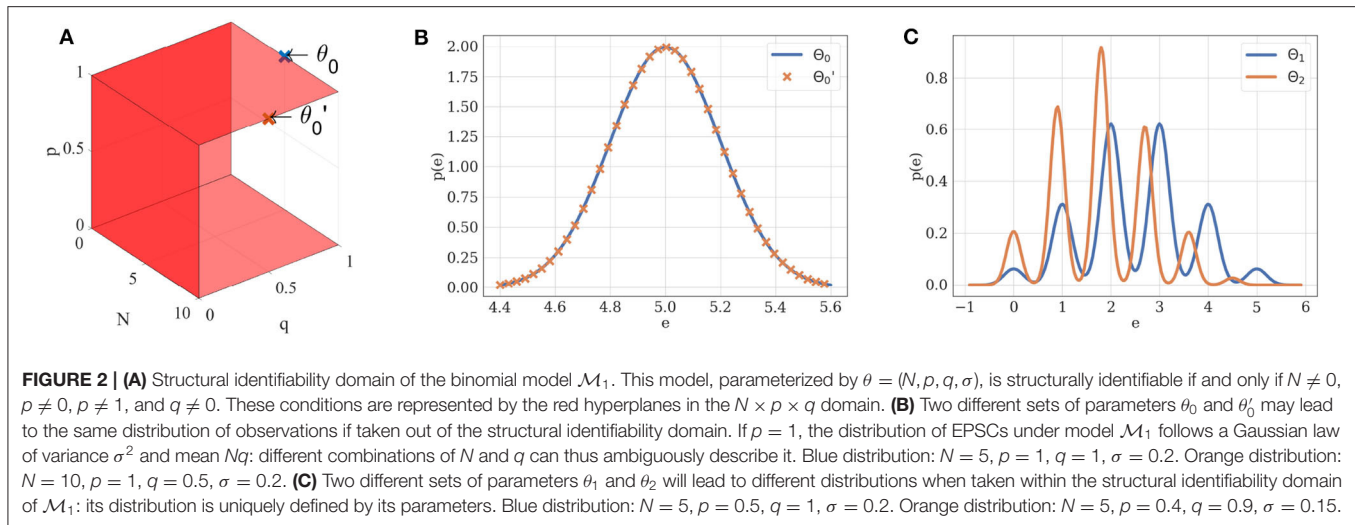 A
1
p
0.5
0
0
5
N
10
0
0.5
q
1
θ0
θ0'
B
2.00
1.75
1.50
1.25
1.00
0.75
0.50
0.25
0.00
p(e)
4.4 4.6 4.8 5.0 5.2 5.4 5.6
e
Θ0
Θ0'
C
0.8
0.6
0.4
0.2
0.0
p(e)
−1 0 1 2 3 4 5 6
e
Θ1
Θ2
FIGURE 2 | (A) Structural identifiability domain of the binomial model ℳ1. This model, parameterized by θ = (N, p, q, σ), is structurally identifiable if and only if N ≠ 0,
p ≠ 0, p ≠ 1, and q ≠ 0. These conditions are represented by the red hyperplanes in the N × p × q domain. (B) Two different sets of parameters θ0 and θ0′ may lead
to the same distribution of observations if taken out of the structural identifiability domain. If p = 1, the distribution of EPSCs under model ℳ1 follows a Gaussian law
of variance σ² and mean Nq: different combinations of N and q can thus ambiguously describe it. Blue distribution: N = 5, p = 1, q = 1, σ = 0.2. Orange distribution:
N = 10, p = 1, q = 0.5, σ = 0.2. (C) Two different sets of parameters θ1 and θ2 will lead to different distributions when taken within the structural identifiability domain
of ℳ1: its distribution is uniquely defined by its parameters. Blue distribution: N = 5, p = 0.5, q = 1, σ = 0.2. Orange distribution: N = 5, p = 0.4, q = 0.9, σ = 0.15.